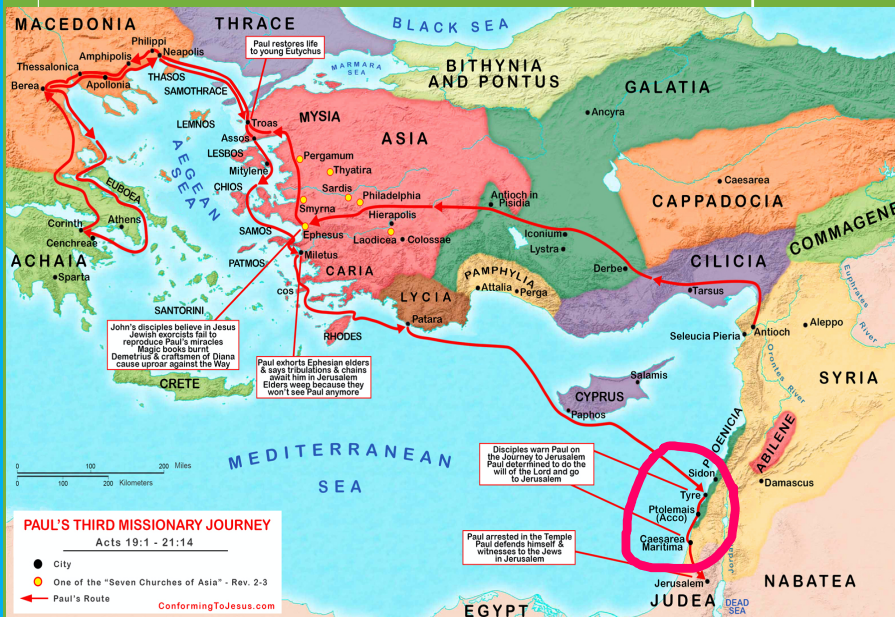 MACEDONIA
THRACE
BLACK SEA
Philippi
Neapolis
Amphipolis
Thessalonica
Apollonia
Berea
THASOS
SAMOTHRACE
Paul restores life
to young Eutychus
MARMARA
SEA
BITHYNIA
AND PONTUS
GALATIA
Ancyra
LEMNOS
Troas
MYSIA
ASIA
Assos
LESBOS
Mitylene
CHIOS
AEGEAN
SEA
Pergamum
Thyatira
Sardis
Philadelphia
Smyrna
Hierapolis
Ephesus
Laodicea
Colossae
Antioch in
Pisidia
Iconium
Lystra
Derbe
Caesarea
CAPPADOCIA
COMMAGENE
EUBOEA
Corinth
Athens
Cenchreae
ACHAIA
Sparta
SAMOS
PATMOS
Miletus
CARIA
COS
LYCIA
Patara
PAMPHYLIA
Attalia
Perga
CILICIA
Tarsus
Euphrates
River
SANTORINI
RHODES
Seleucia Pieria
Antioch
Aleppo
Orontes River
SYRIA
John's disciples believe in Jesus
Jewish exorcists fail to
reproduce Paul's miracles
Magic books burnt
Demetrius & craftsmen of Diana
cause uproar against the Way
Paul exhorts Ephesian elders
& says tribulations & chains
await him in Jerusalem
Elders weep because they
won't see Paul anymore
CRETE
CYPRUS
Salamis
Paphos
PHOENICIA
ABILENE
MEDITERRANEAN
SEA
Disciples warn Paul on
the Journey to Jerusalem
Paul determined to do the
will of the Lord and go
to Jerusalem
Sidon
Tyre
Damascus
Ptolemais
(Acco)
Caesarea
Maritima
Paul arrested in the Temple
Paul defends himself &
witnesses to the Jews
in Jerusalem
Jerusalem
JUDEA
DEAD
SEA
NABATEA
EGYPT
0 100 200 Miles
0 100 200 Kilometers
PAUL'S THIRD MISSIONARY JOURNEY
Acts 19:1 - 21:14
City
One of the "Seven Churches of Asia" - Rev. 2-3
Paul's Route
ConformingToJesus.com